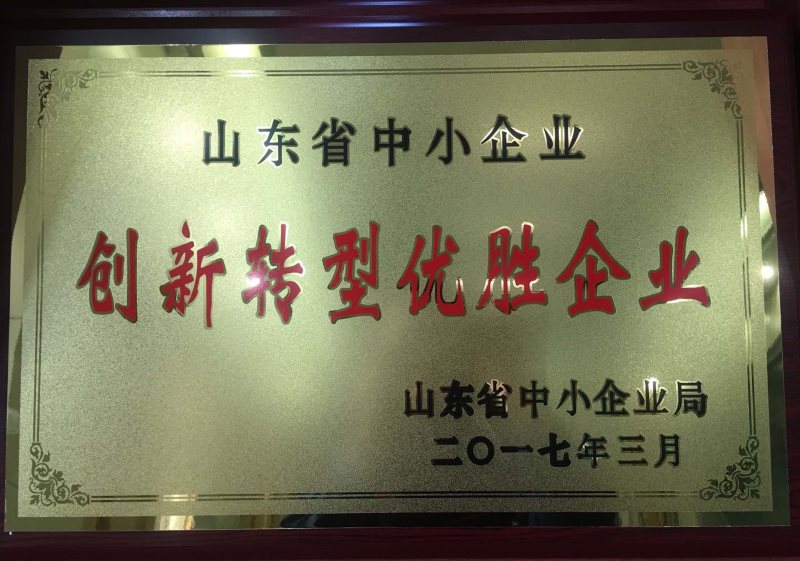 山东省中小企业
创新转型优胜企业
山东省中小企业局
二〇一七年三月